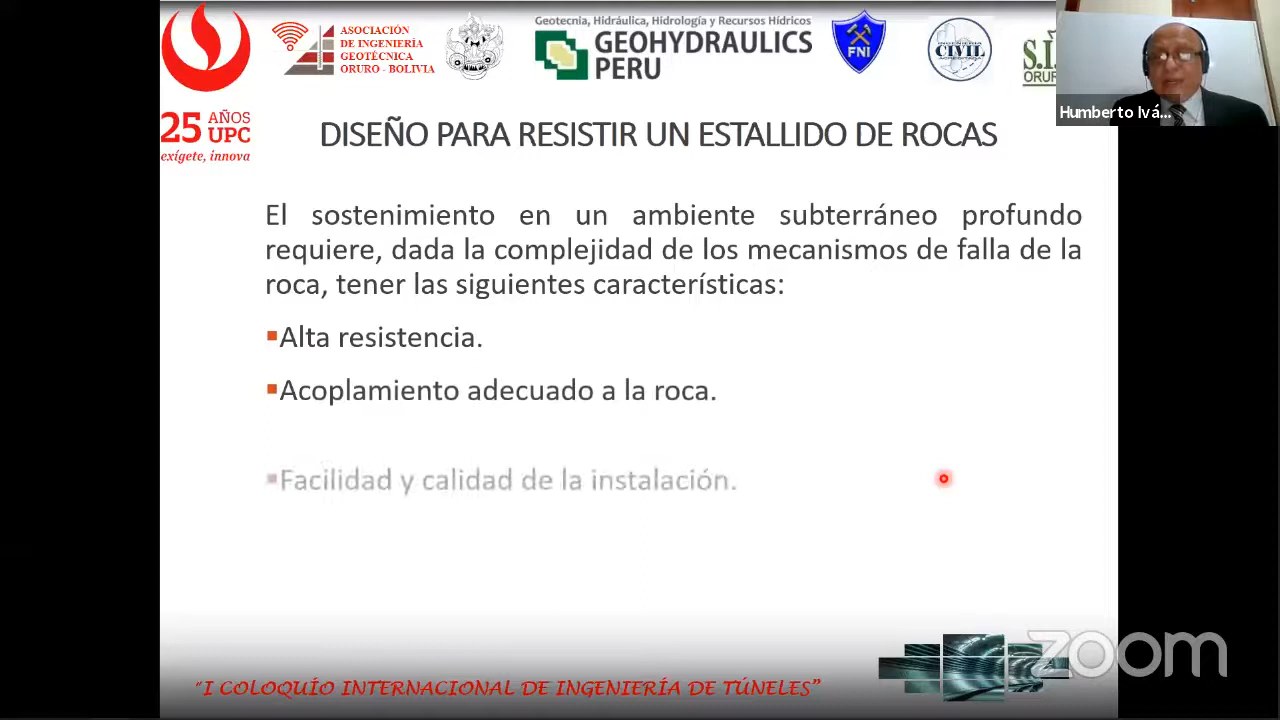 ASOCIACIÓN
DE INGENIERÍA
GEOTÉCNICA
ORURO - BOLIVIA
Geotecnia, Hidráulica, Hidrología y Recursos Hídricos
GEOHYDRAULICS
PERU
FNI
CIVIL
ORUR
Humberto Ivá...
25 AÑOS
UPC
exígete, innova
DISEÑO PARA RESISTIR UN ESTALLIDO DE ROCAS
El sostenimiento en un ambiente subterráneo profundo
requiere, dada la complejidad de los mecanismos de falla de la
roca, tener las siguientes características:
▪Alta resistencia.
▪Acoplamiento adecuado a la roca.
▪Facilidad y calidad de la instalación.
zoom
"I COLOQUÍO INTERNACIONAL DE INGENIERÍA DE TÚNELES"